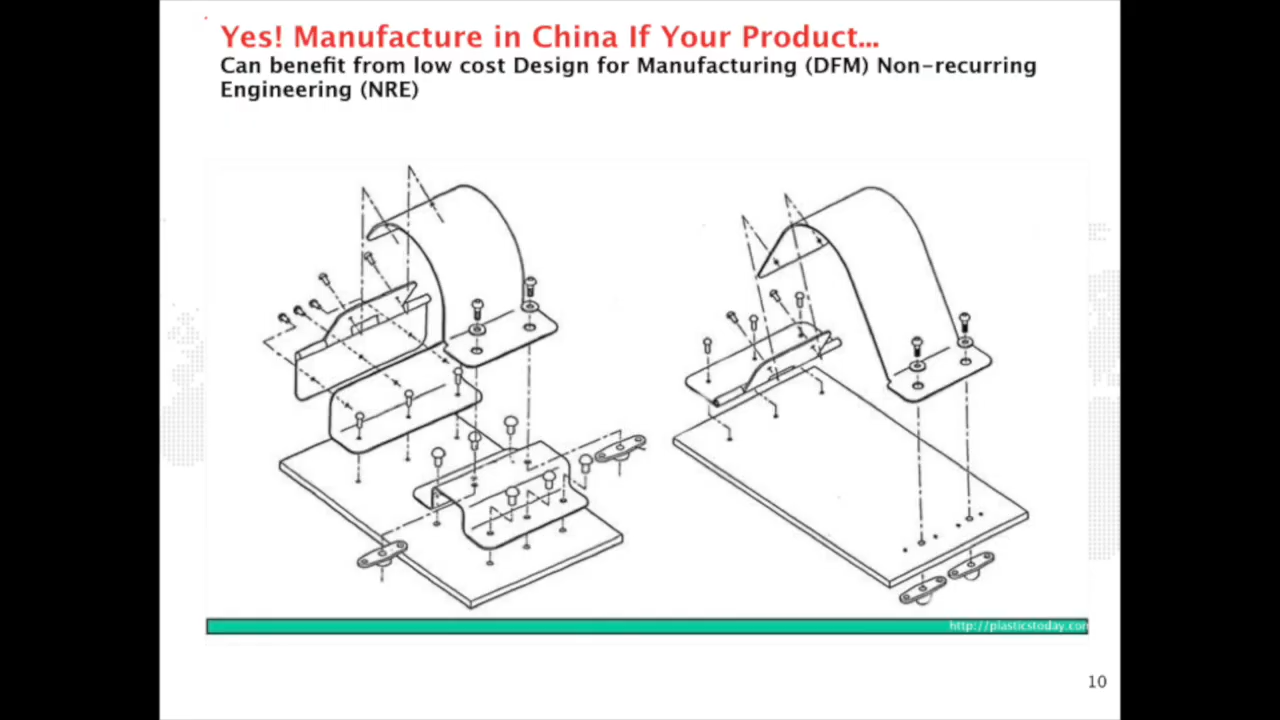 Yes! Manufacture in China If Your Product...
Can benefit from low cost Design for Manufacturing (DFM) Non-recurring
Engineering (NRE)
http://plasticstoday.com
10